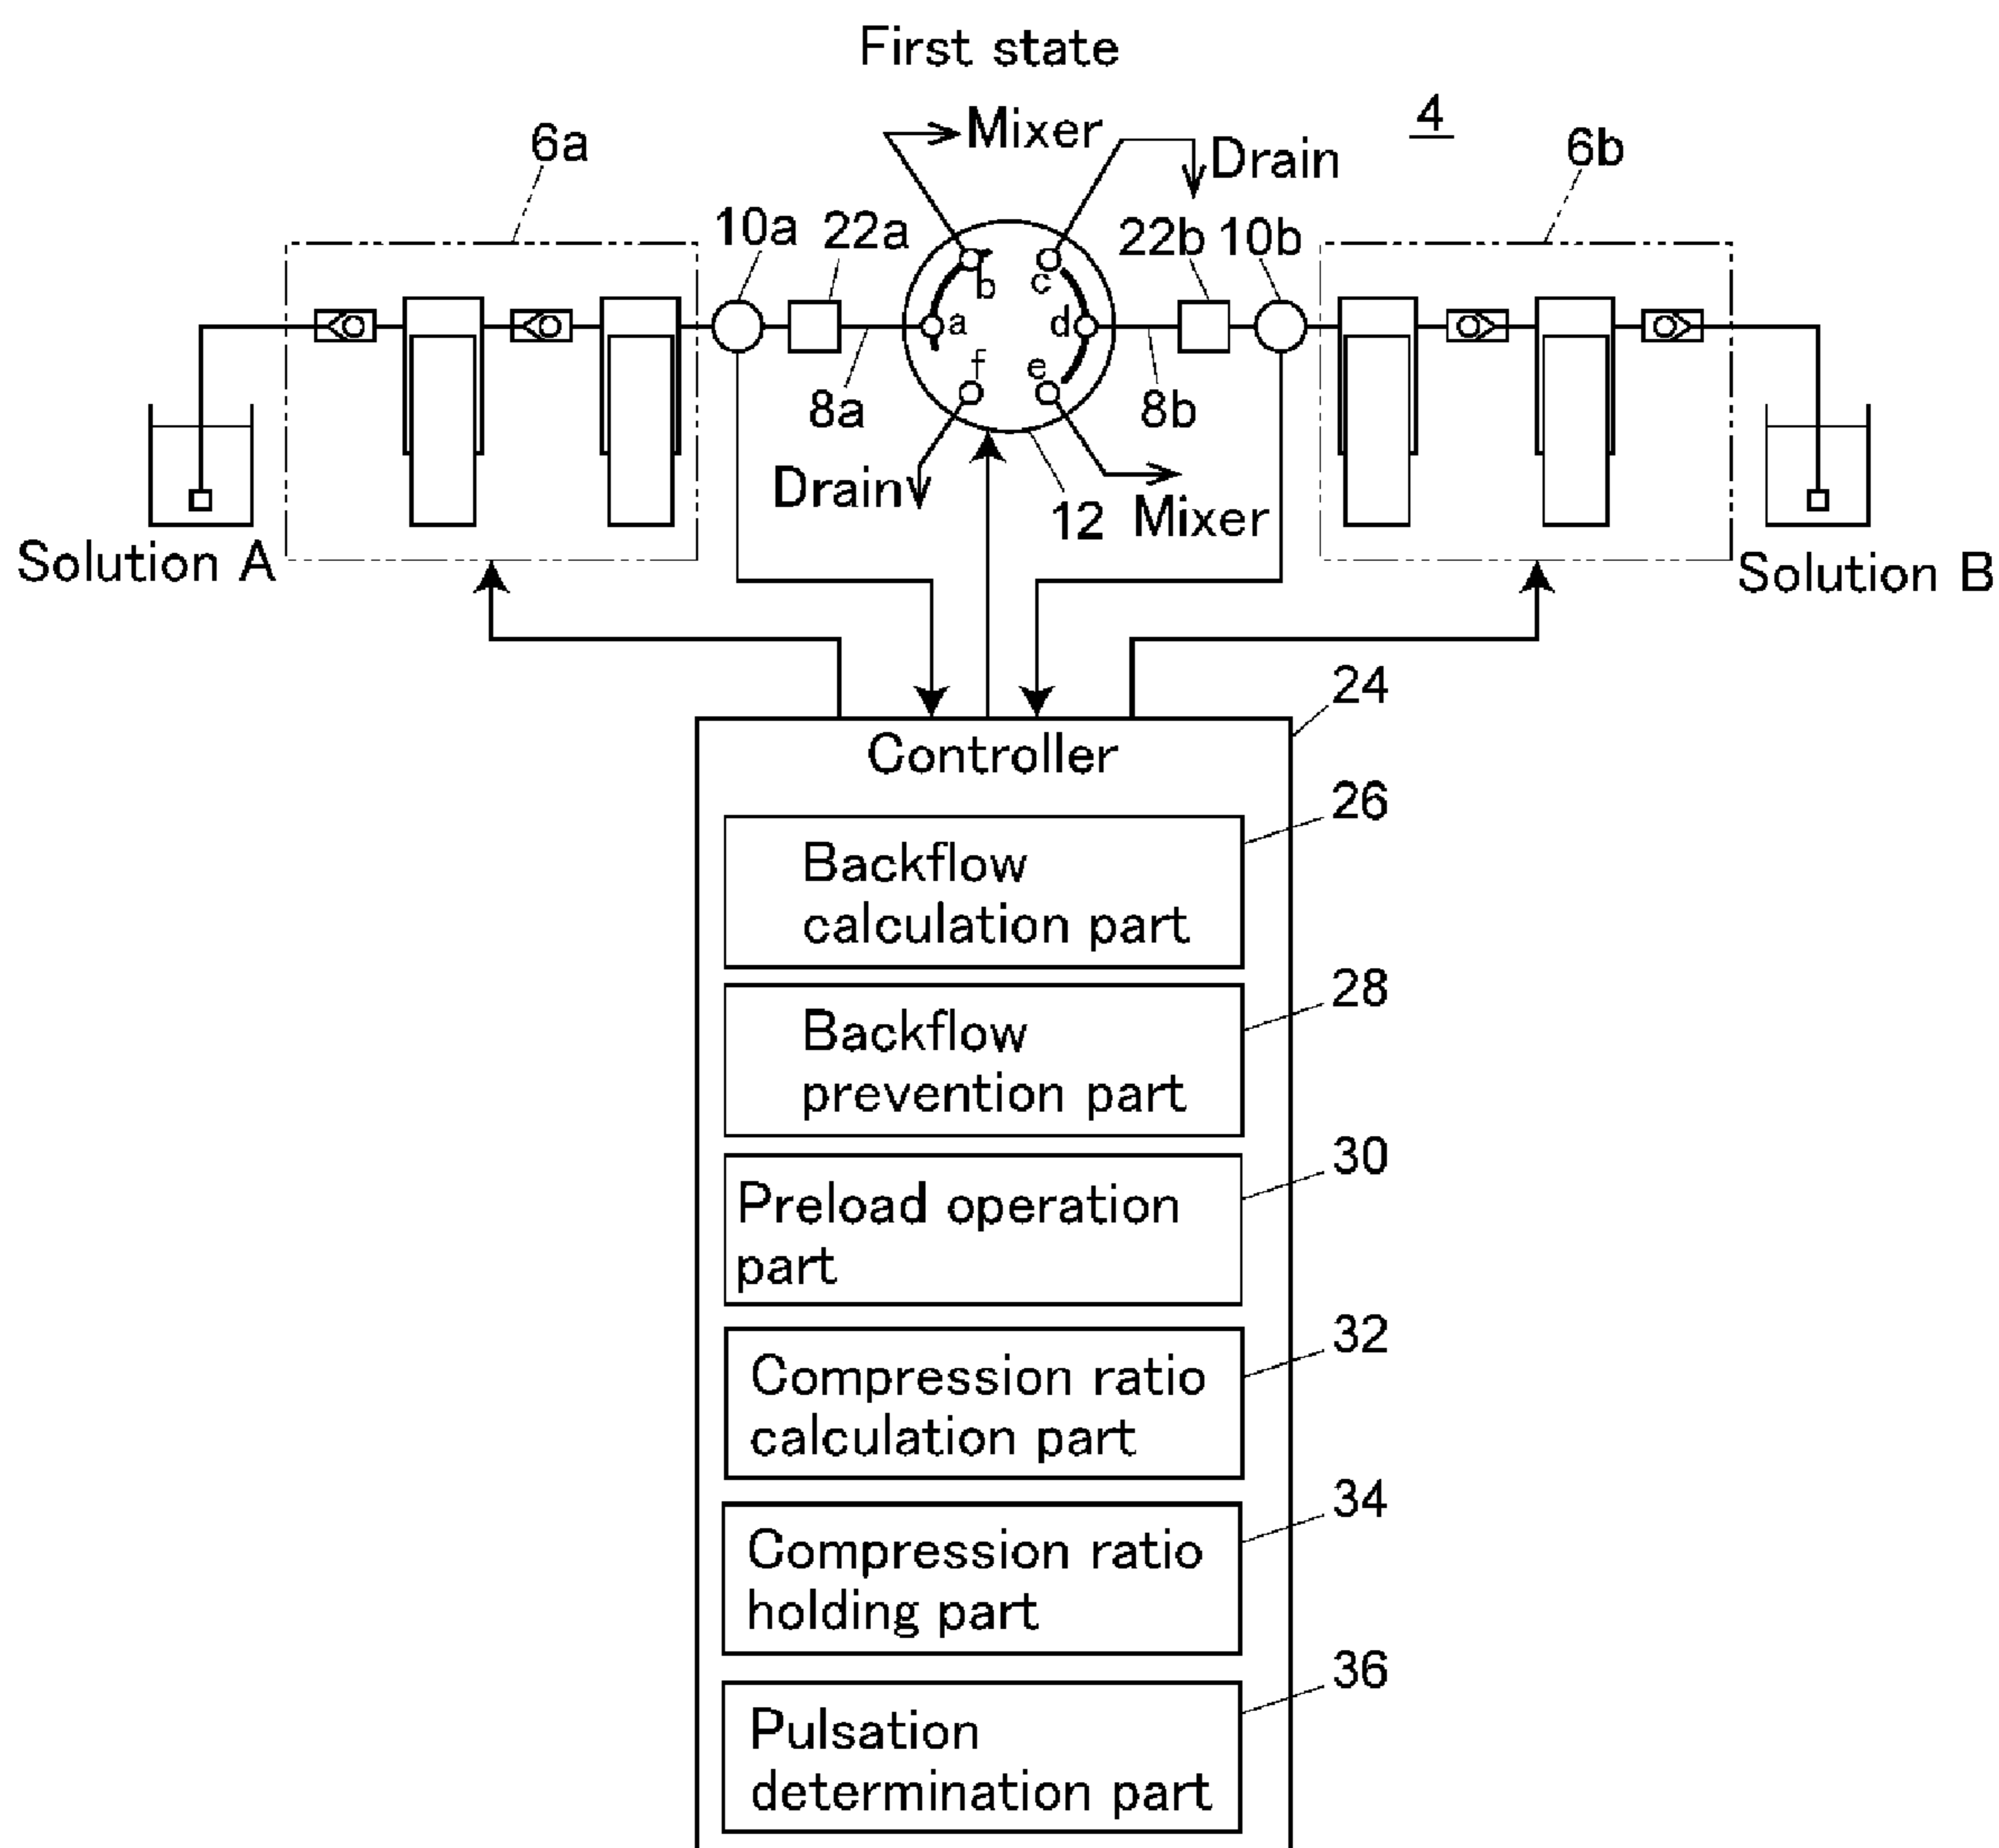 First state
4
6a
Mixer
Drain
6b
10a
22a
22b
10b
b
c
a
d
f
e
8a
8b
Drain
12
Mixer
Solution A
Solution B
24
Controller
26
Backflow
calculation part
28
Backflow
prevention part
30
Preload operation
part
32
Compression ratio
calculation part
34
Compression ratio
holding part
36
Pulsation
determination part